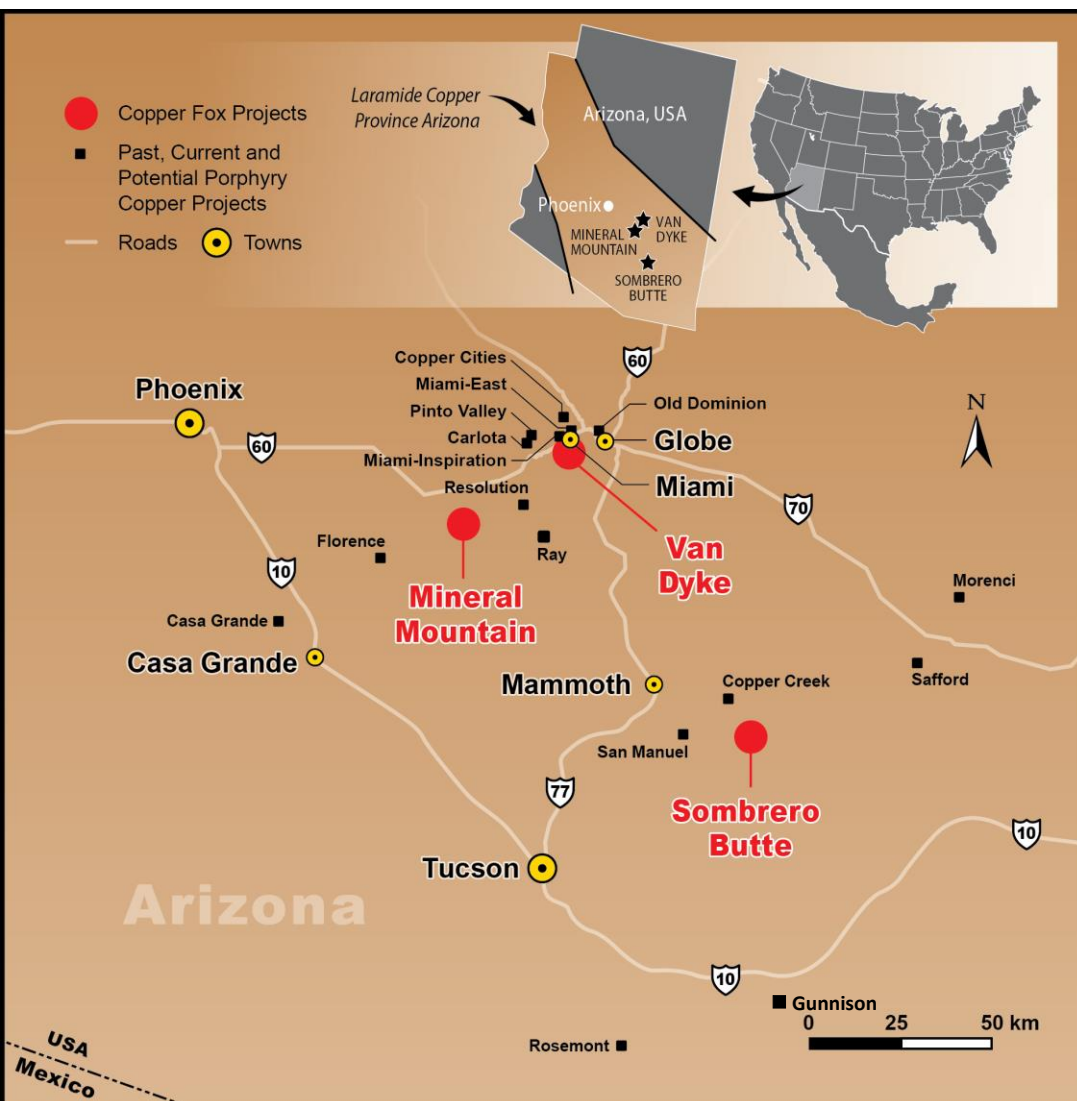 Copper Fox Projects
Past, Current and
Potential Porphyry
Copper Projects
Roads
Towns
Laramide Copper
Province Arizona
Arizona, USA
Phoenix
VAN
DYKE
MINERAL
MOUNTAIN
SOMBRERO
BUTTE
60
Copper Cities
Miami-East
Pinto Valley
Carlota
Miami-Inspiration
Old Dominion
Phoenix
60
Globe
Miami
N
Resolution
70
Florence
Ray
Van
Dyke
10
Mineral
Mountain
Morenci
Casa Grande
Casa Grande
Safford
Mammoth
Copper Creek
San Manuel
77
Sombrero
Butte
10
Tucson
Arizona
10
Gunnison
0 25 50 km
Rosemont
USA
Mexico